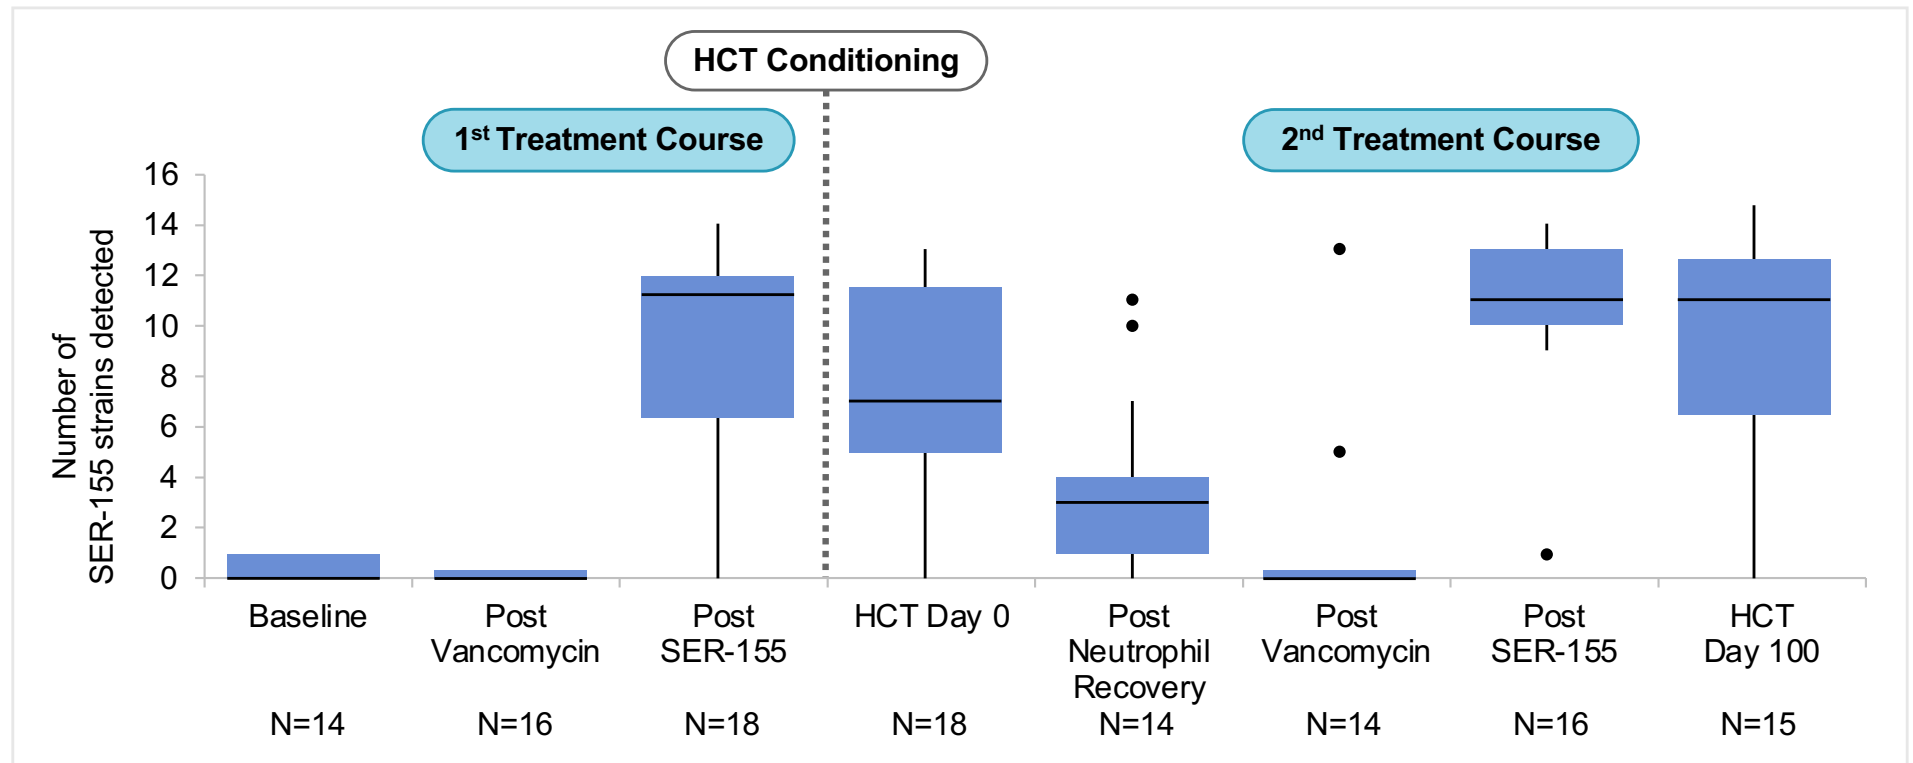 HCT Conditioning
1st Treatment Course
2nd Treatment Course
Number of
SER-155 strains detected
16
14
12
10
8
6
4
2
0
Baseline
Post
Vancomycin
Post
SER-155
HCT Day 0
Post
Neutrophil
Recovery
Post
Vancomycin
Post
SER-155
HCT
Day 100
N=14
N=16
N=18
N=18
N=14
N=14
N=16
N=15